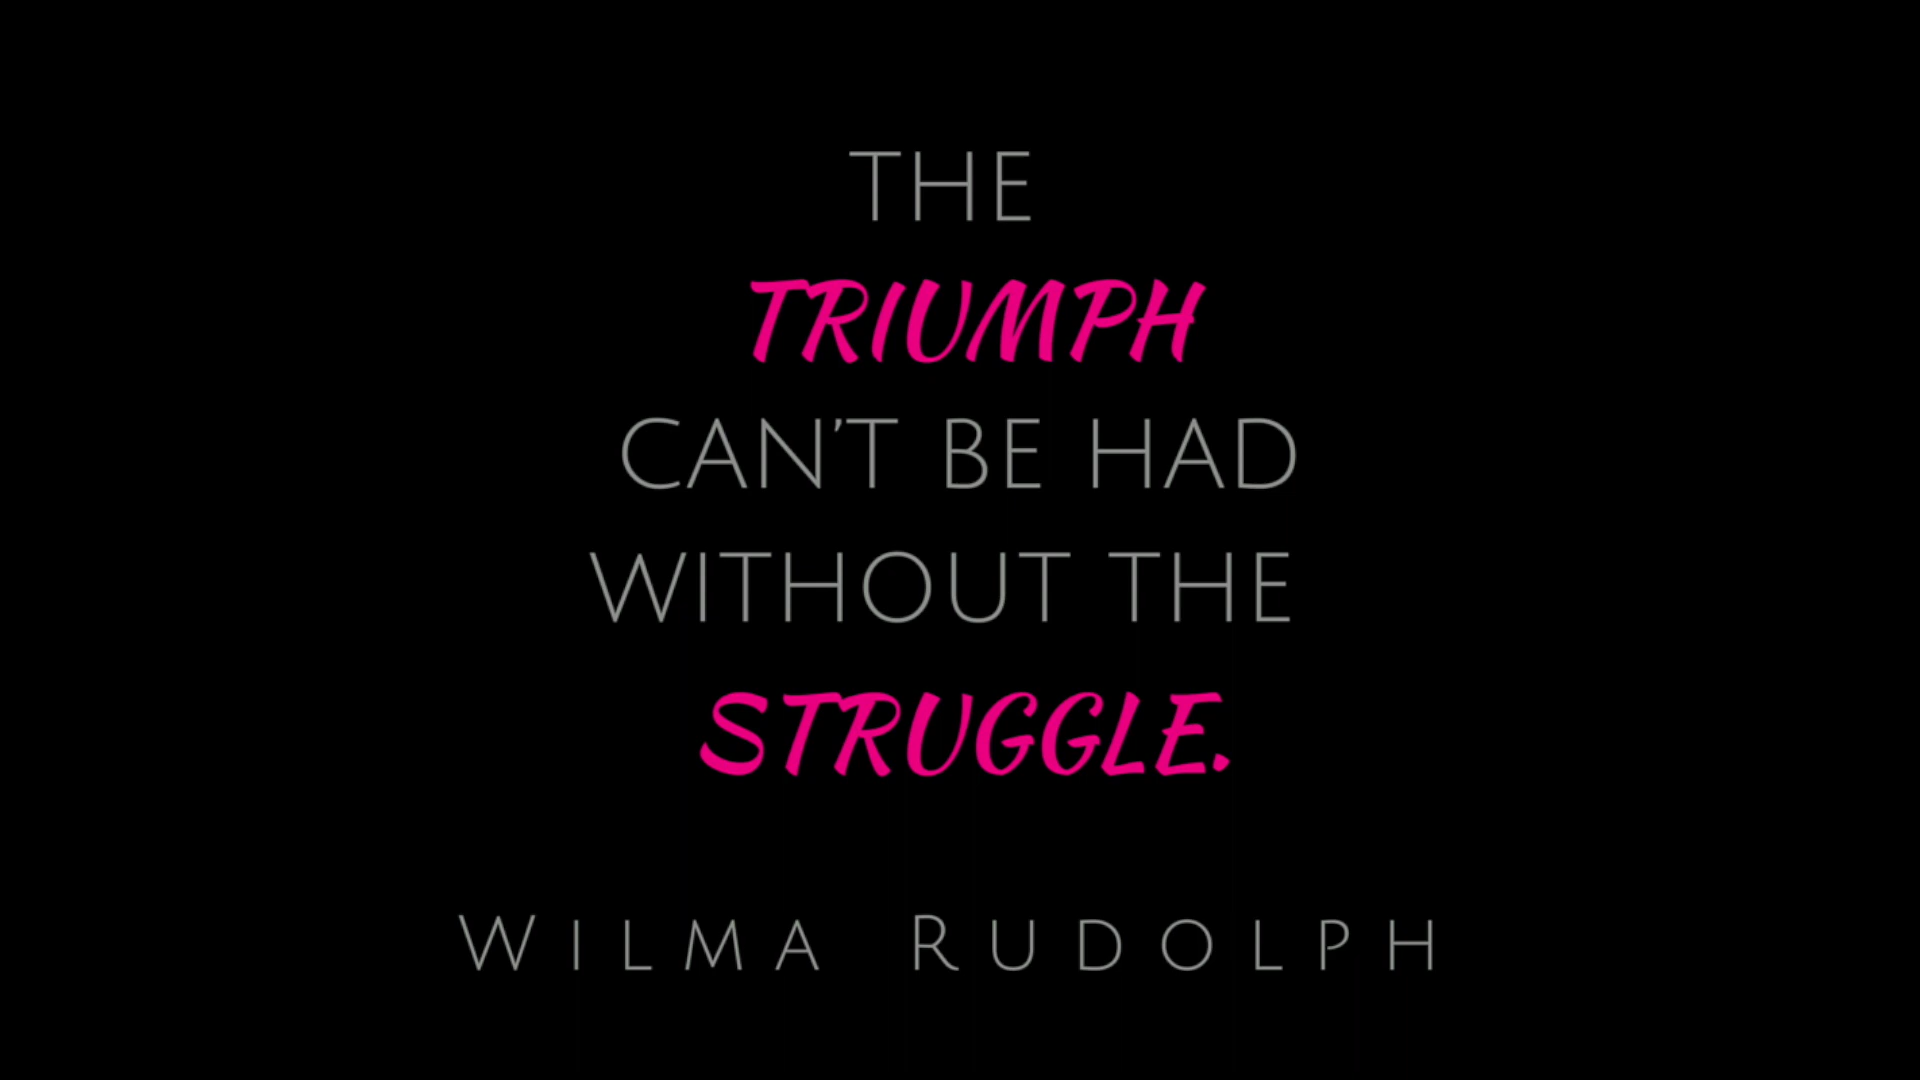 THE
TRIUMPH
CAN'T BE HAD
WITHOUT THE
STRUGGLE.
WILMA RUDOLPH